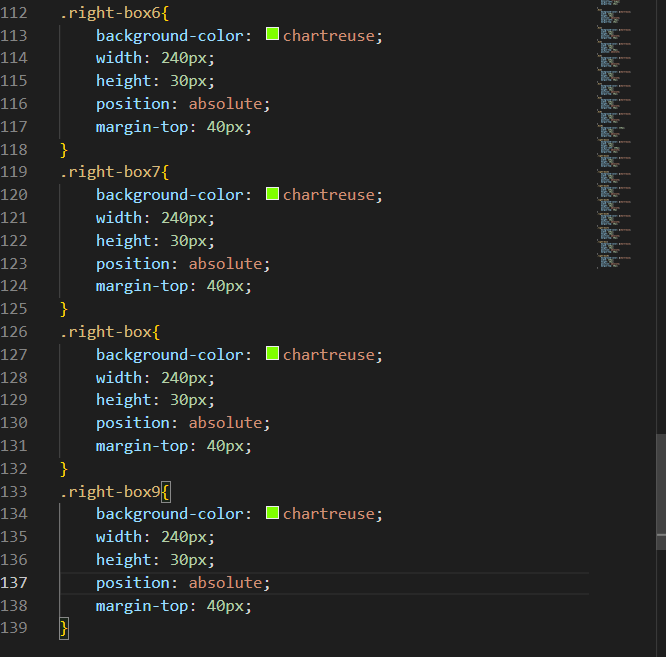 112 .right-box6{
113 background-color: chartreuse;
114 width: 240px;
115 height: 30px;
116 position: absolute;
117 margin-top: 40px;
118 }
119 .right-box7{
120 background-color: chartreuse;
121 width: 240px;
122 height: 30px;
123 position: absolute;
124 margin-top: 40px;
125 }
126 .right-box{
127 background-color: chartreuse;
128 width: 240px;
129 height: 30px;
130 position: absolute;
131 margin-top: 40px;
132 }
133 .right-box9{
134 background-color: chartreuse;
135 width: 240px;
136 height: 30px;
137 position: absolute;
138 margin-top: 40px;
139 }